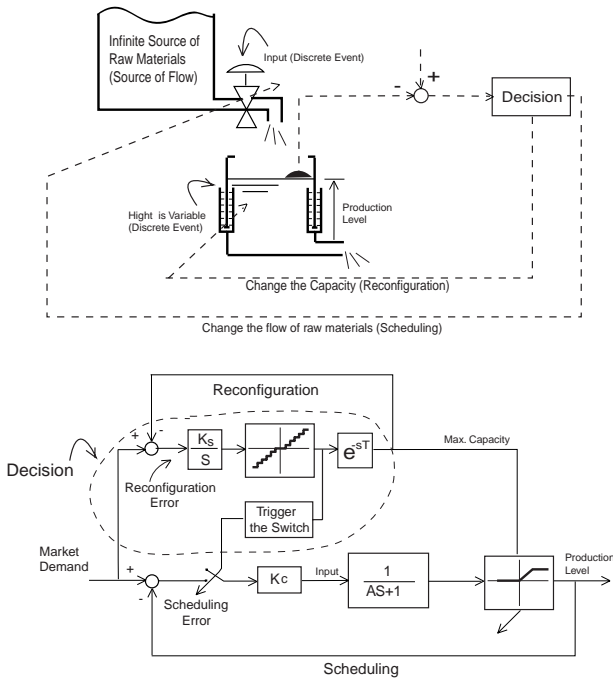 Infinite Source of
Raw Materials
(Source of Flow)
Input (Discrete Event)
- +
Decision
Hight is Variable
(Discrete Event)
Production
Level
Change the Capacity (Reconfiguration)
Change the flow of raw materials (Scheduling)
Reconfiguration
+ -
Ks
S
e-sT
Max. Capacity
Decision
Reconfiguration
Error
Trigger
the Switch
Market
Demand
+
-
Scheduling
Error
Kc
Input
1
AS+1
Production
Level
Scheduling